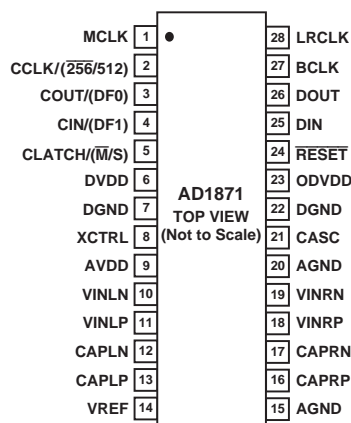 MCLK 1 28 LRCLK
CCLK/(256/512) 2 27 BCLK
COUT/(DF0) 3 26 DOUT
CIN/(DF1) 4 25 DIN
CLATCH/(M/S) 5 24 RESET
DVDD 6 23 ODVDD
DGND 7 22 DGND
XCTRL 8 21 CASC
AVDD 9 20 AGND
VINLN 10 19 VINRN
VINLP 11 18 VINRP
CAPLN 12 17 CAPRN
CAPLP 13 16 CAPRP
VREF 14 15 AGND
AD1871
TOP VIEW
(Not to Scale)